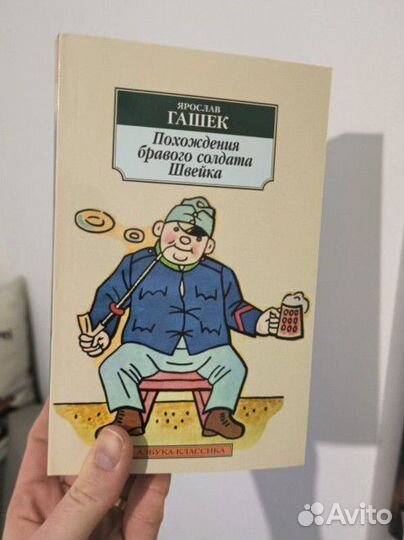 ЯРОСЛАВ
ГАШЕК
Похождения
бравого солдата
Швейка
АЗБУКА-КЛАССИКА
Avito